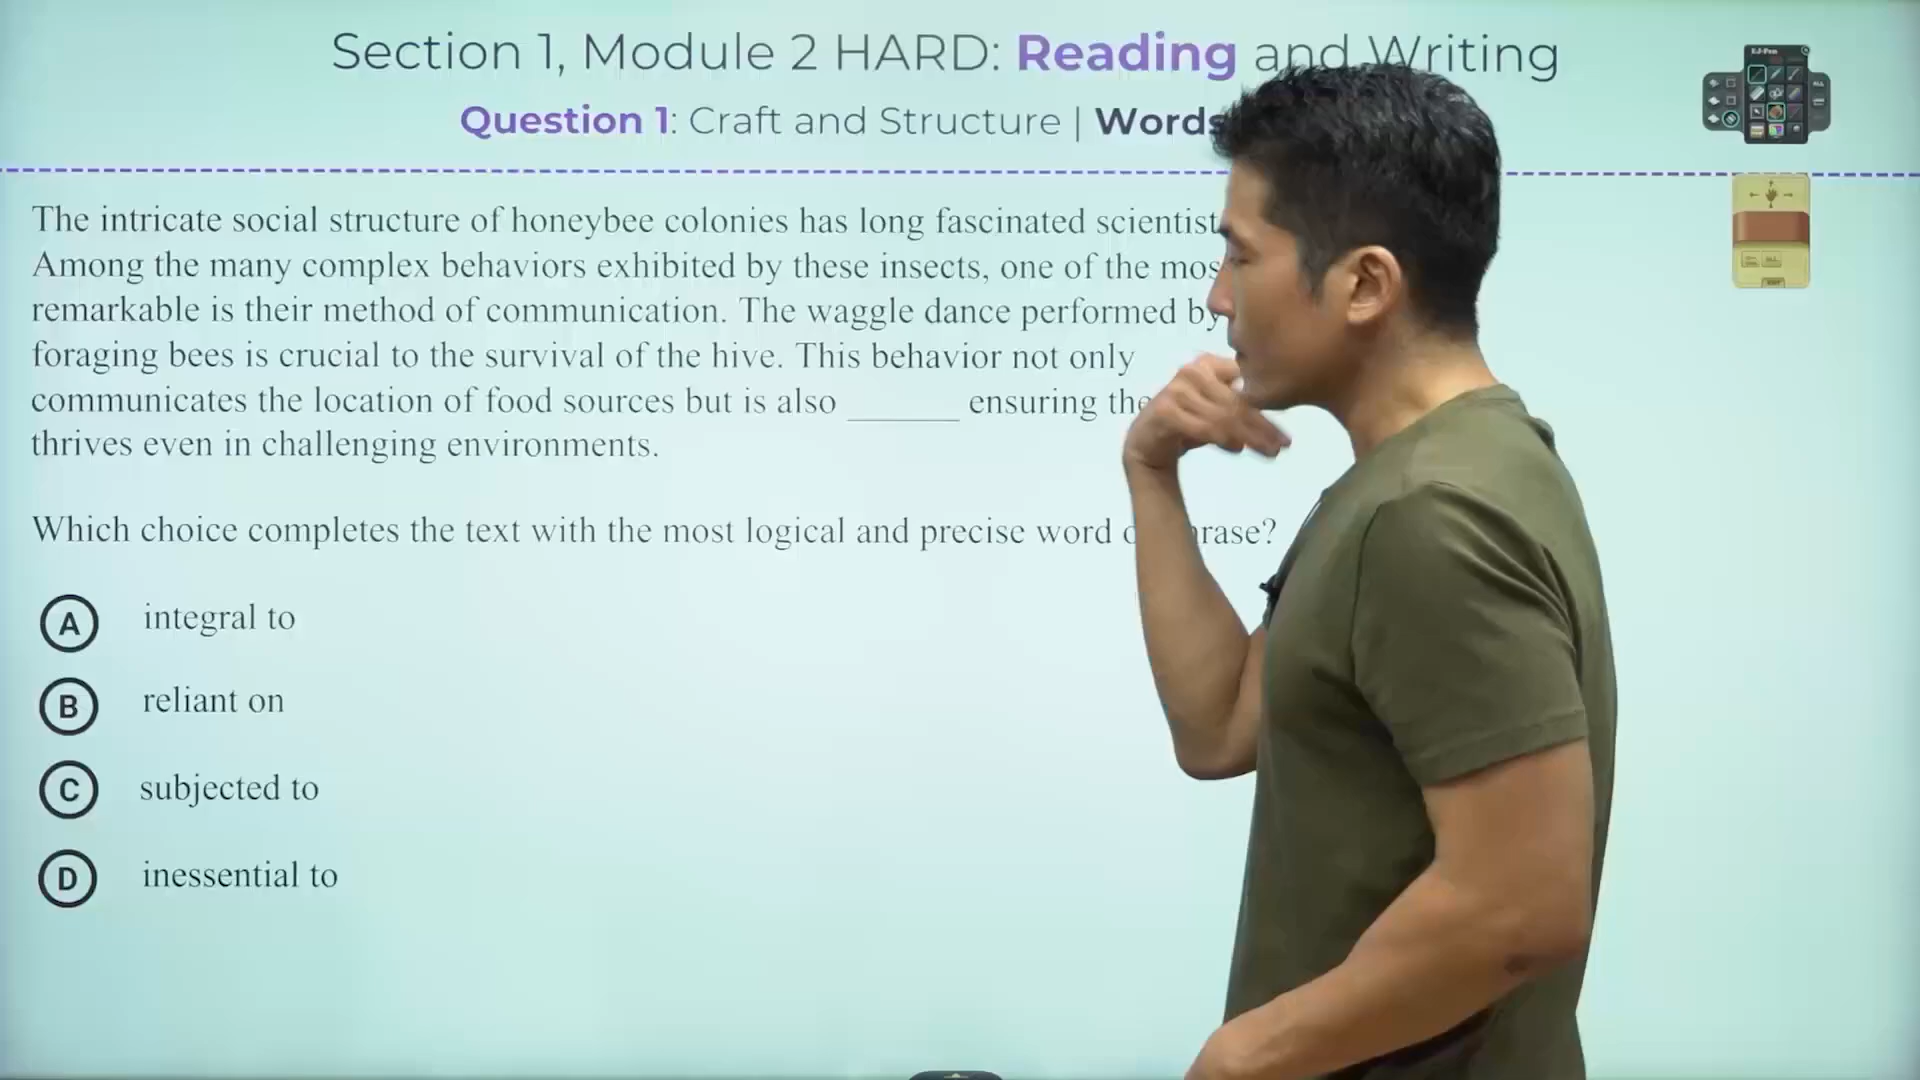 Section 1, Module 2 HARD: Reading and Writing
Question 1: Craft and Structure | Words
The intricate social structure of honeybee colonies has long fascinated
Among the many complex behaviors exhibited by these insects, one of the
remarkable is their method of communication. The waggle dance performed by
foraging bees is crucial to the survival of the hive. This behavior not only
communicates the location of food sources but is also ______ ensuring
thrives even in challenging environments.
Which choice completes the text with the most logical and precise word
A integral to
B reliant on
C subjected to
D inessential to